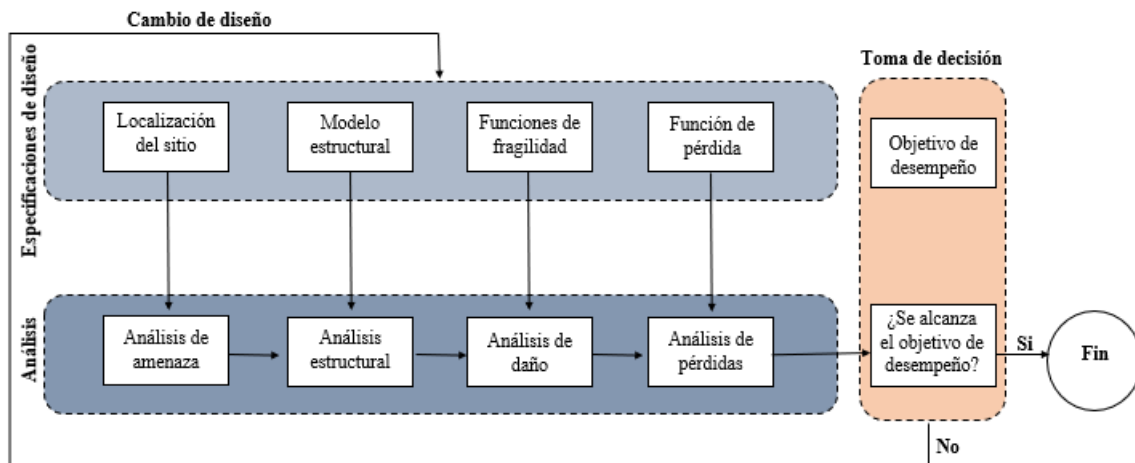 Cambio de diseño
Toma de decisión
Especificaciones de diseño
Localización
del sitio
Modelo
estructural
Funciones de
fragilidad
Función de
pérdida
Objetivo de
desempeño
Análisis
Análisis de
amenaza
Análisis
estructural
Análisis de
daño
Análisis de
pérdidas
¿Se alcanza
el objetivo de
desempeño?
Si
Fin
No